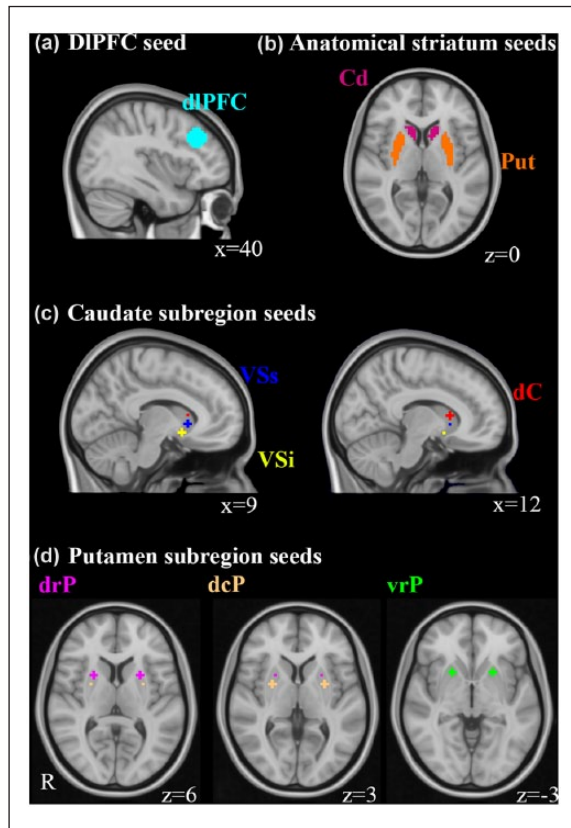 (a) DlPFC seed
dlPFC
x=40
(b) Anatomical striatum seeds
Cd
Put
z=0
(c) Caudate subregion seeds
VSs
VSi
x=9
dC
x=12
(d) Putamen subregion seeds
drP dcP vrP
R
z=6 z=3 z=-3